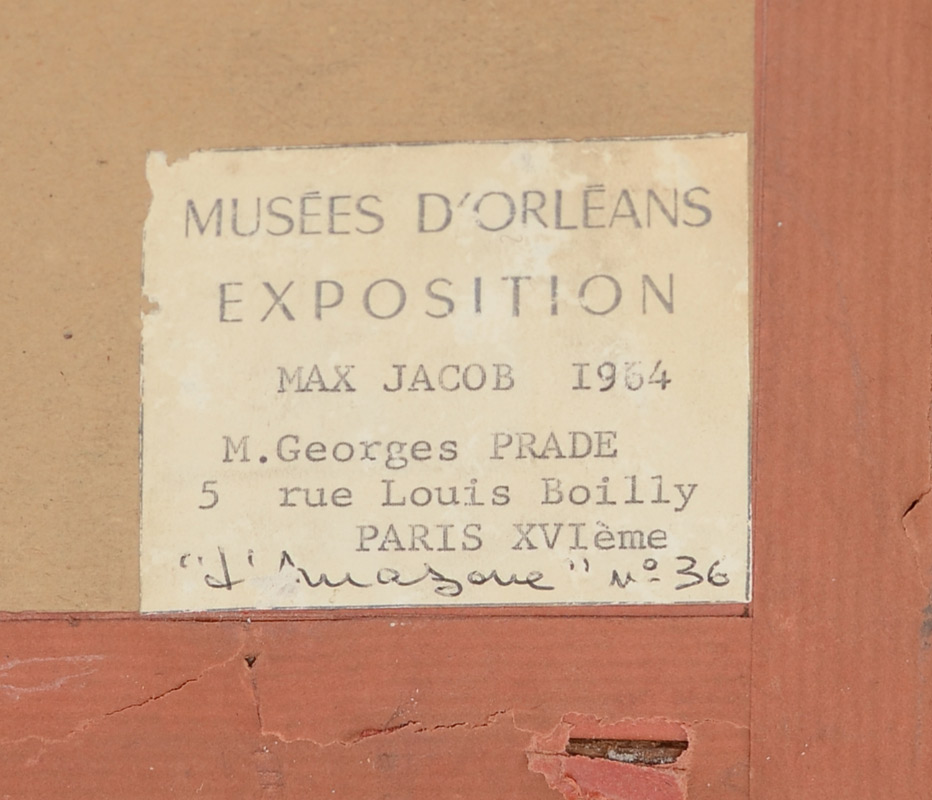 MUSÉES D'ORLÉANS
EXPOSITION
MAX JACOB 1964
M.Georges PRADE
5 rue Louis Boilly
PARIS XVIème
"L'Amazone" n° 36